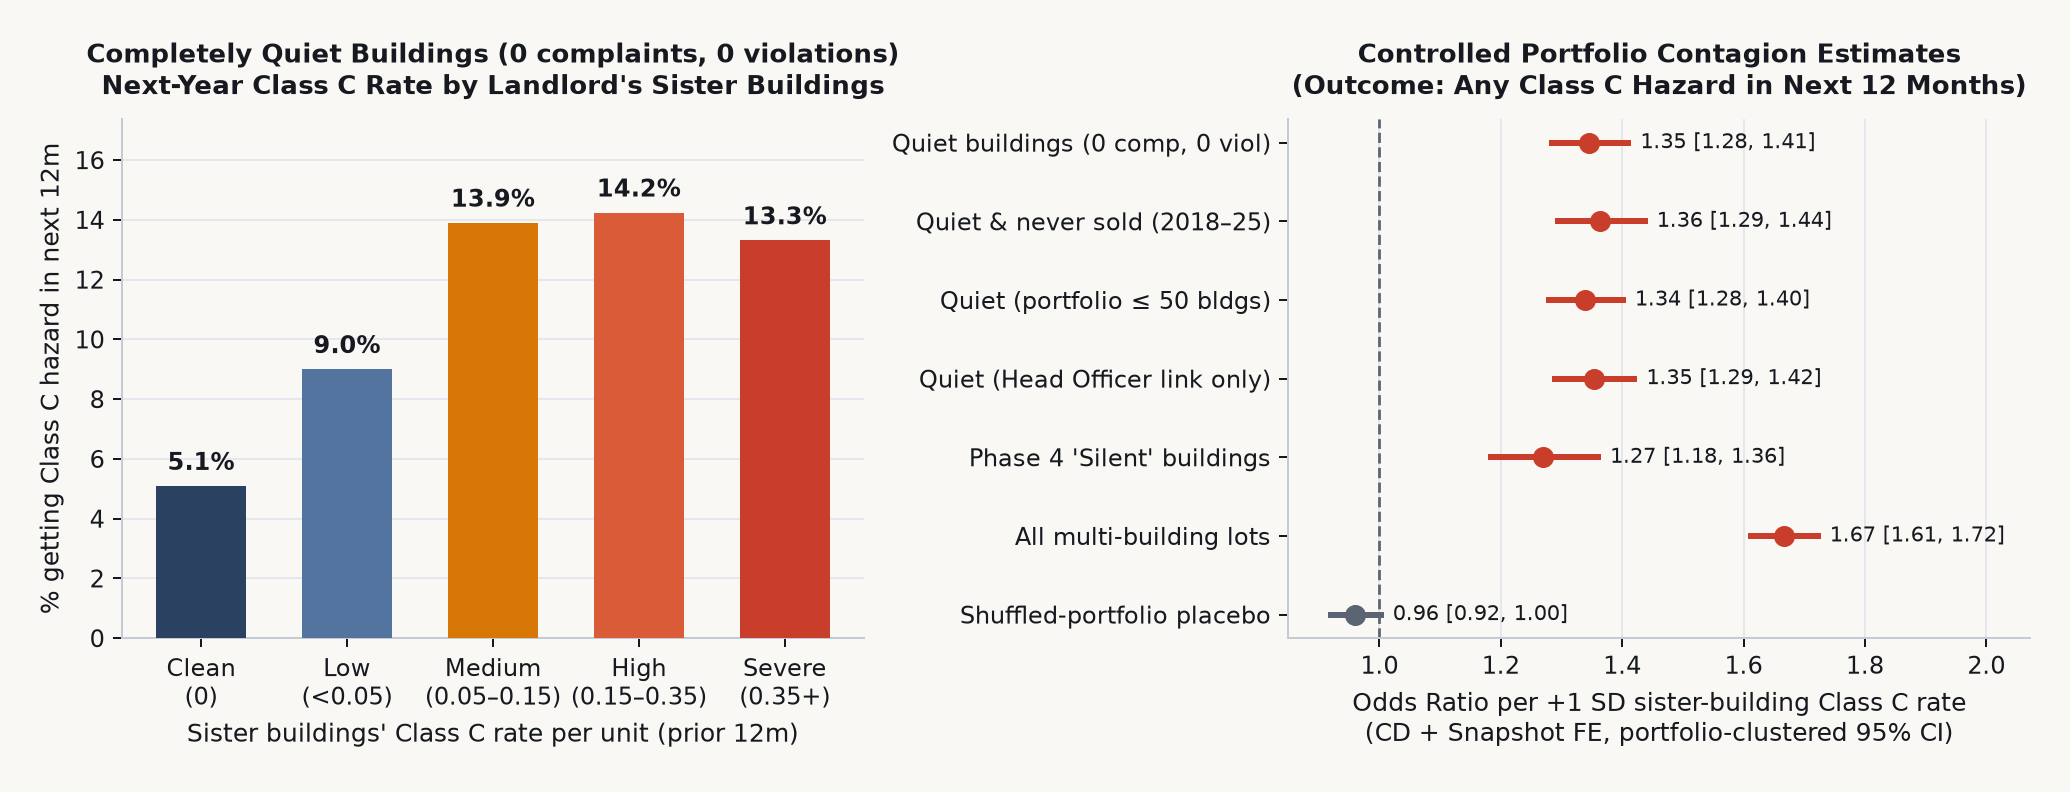 Completely Quiet Buildings (0 complaints, 0 violations)
Next-Year Class C Rate by Landlord's Sister Buildings
% getting Class C hazard in next 12m
16
14
12
10
8
6
4
2
0
5.1%
9.0%
13.9%
14.2%
13.3%
Clean
(0)
Low
(<0.05)
Medium
(0.05–0.15)
High
(0.15–0.35)
Severe
(0.35+)
Sister buildings' Class C rate per unit (prior 12m)
Controlled Portfolio Contagion Estimates
(Outcome: Any Class C Hazard in Next 12 Months)
Quiet buildings (0 comp, 0 viol)
1.35 [1.28, 1.41]
Quiet & never sold (2018–25)
1.36 [1.29, 1.44]
Quiet (portfolio ≤ 50 bldgs)
1.34 [1.28, 1.40]
Quiet (Head Officer link only)
1.35 [1.29, 1.42]
Phase 4 'Silent' buildings
1.27 [1.18, 1.36]
All multi-building lots
1.67 [1.61, 1.72]
Shuffled-portfolio placebo
0.96 [0.92, 1.00]
1.0
1.2
1.4
1.6
1.8
2.0
Odds Ratio per +1 SD sister-building Class C rate
(CD + Snapshot FE, portfolio-clustered 95% CI)